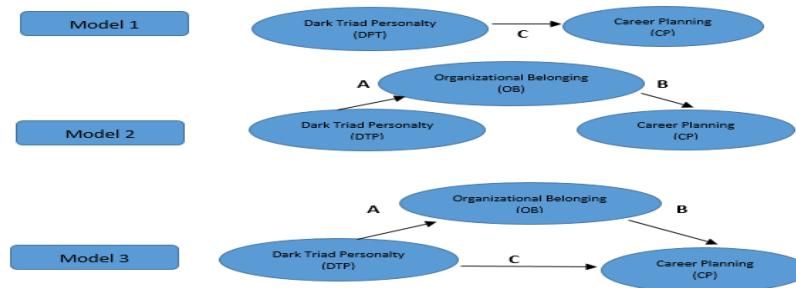 Model 1
Dark Triad Personalty
(DPT)
C
Career Planning
(CP)
A
Organizational Belonging
(OB)
B
Model 2
Dark Triad Personalty
(DTP)
Career Planning
(CP)
A
Organizational Belonging
(OB)
B
Model 3
Dark Triad Personalty
(DTP)
C
Career Planning
(CP)